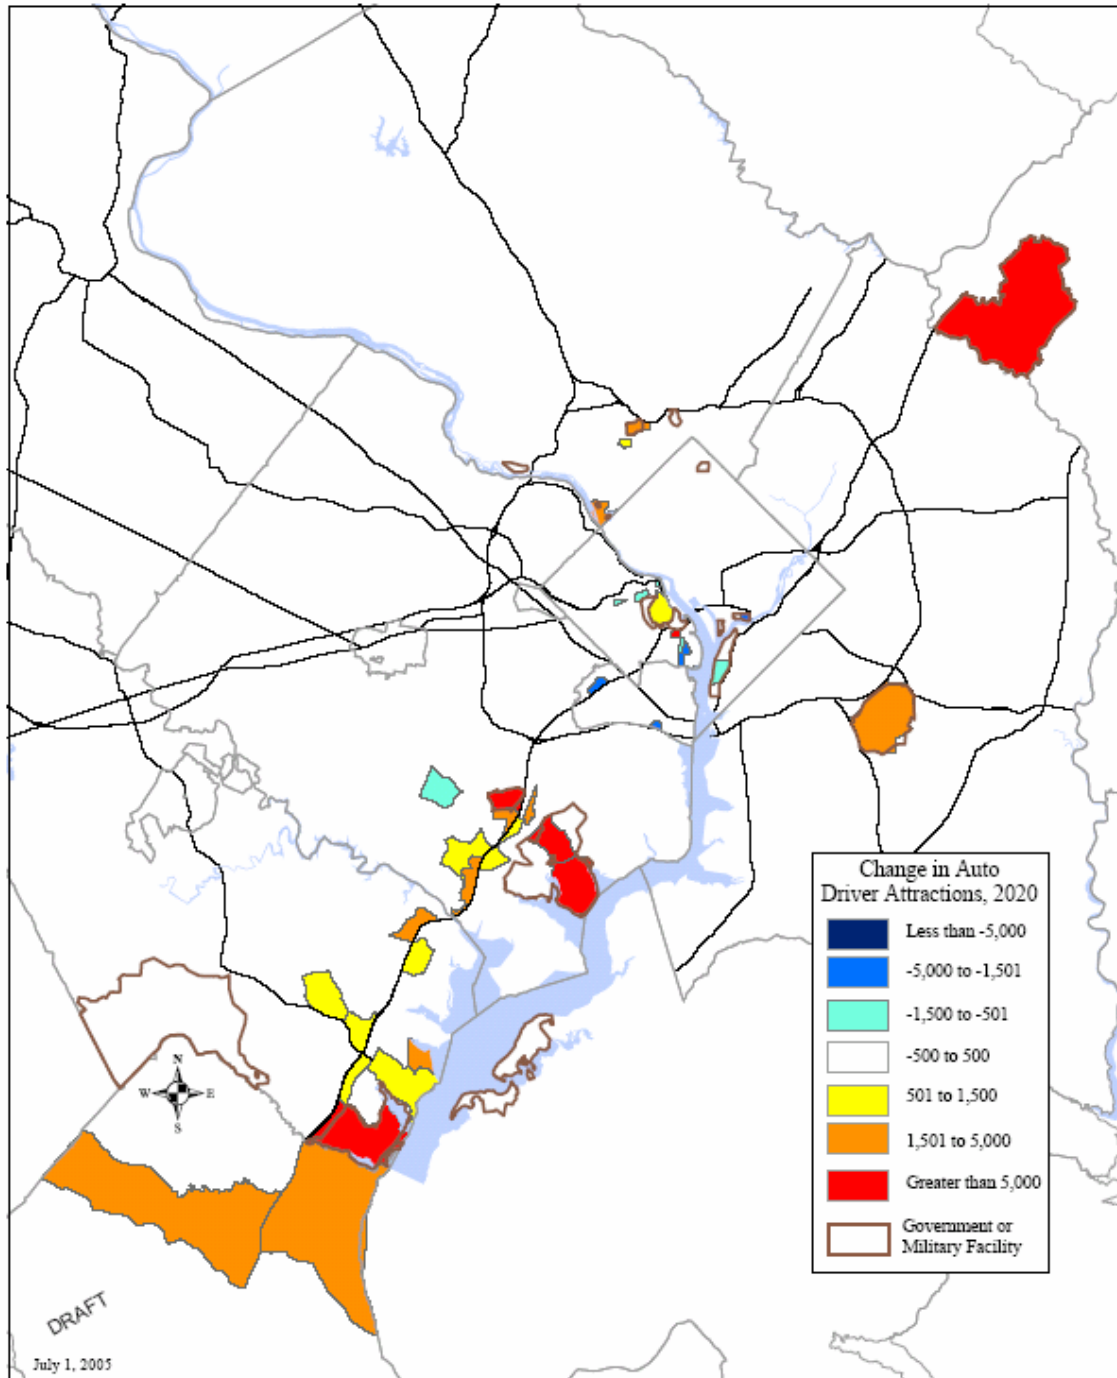 Change in Auto
Driver Attractions, 2020
Less than -5,000
-5,000 to -1,501
-1,500 to -501
-500 to 500
501 to 1,500
1,501 to 5,000
Greater than 5,000
Government or
Military Facility
N
W
E
S
DRAFT
July 1, 2005